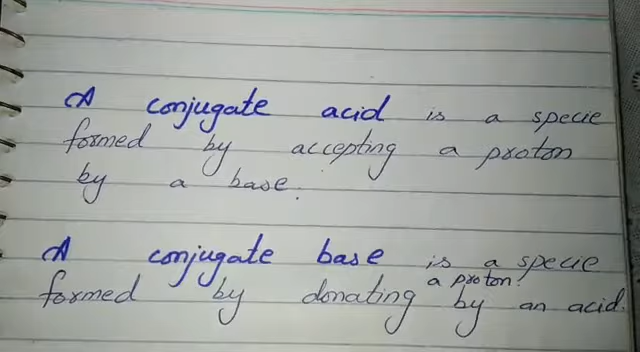 A conjugate acid is a specie
formed by accepting a proton
by a base.
A conjugate base is a specie
a proton.
formed by donating by an acid.